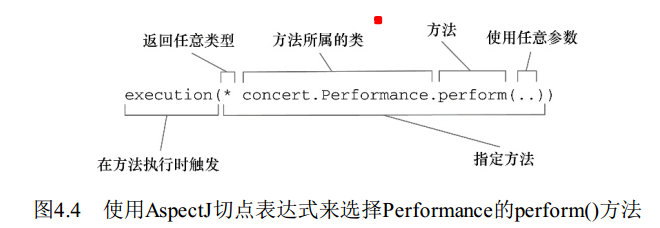 返回任意类型 方法所属的类 方法 使用任意参数
execution(* concert.Performance.perform(..))
在方法执行时触发 指定方法
图4.4 使用AspectJ切点表达式来选择Performance的perform()方法